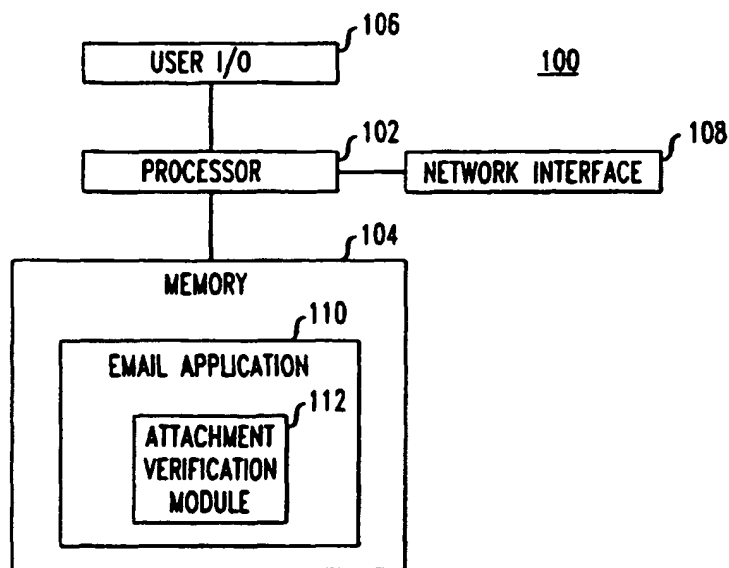 106
USER I/O
100
102
PROCESSOR
108
NETWORK INTERFACE
104
MEMORY
110
EMAIL APPLICATION
112
ATTACHMENT
VERIFICATION
MODULE